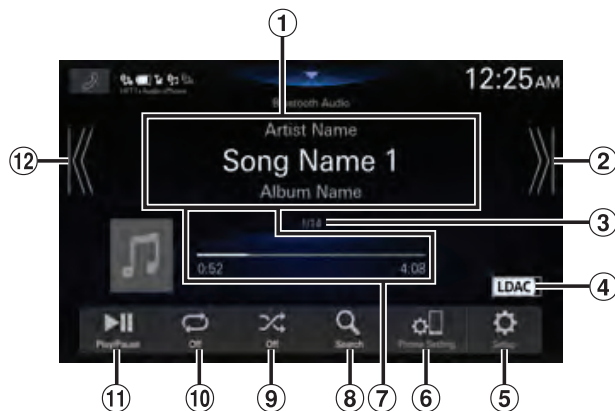 1
12:25AM
Bluetooth Audio
Artist Name
12
Song Name 1
2
Album Name
1/14
3
0:52
4:08
LDAC
4
Play/Pause
Off
Off
Search
Phone Setting
Setup
11
10
9
8
7
6
5